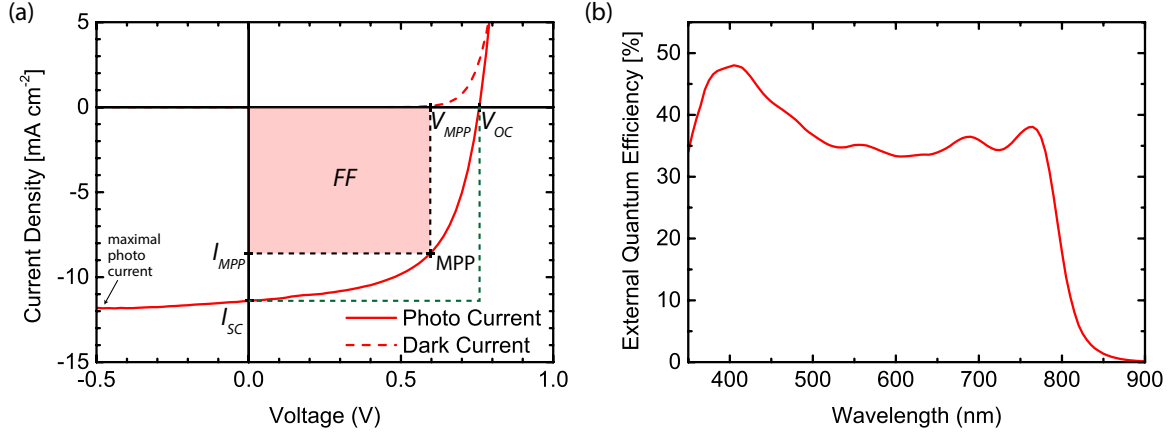 (a)
Current Density [mA cm⁻²]
5
0
-5
-10
-15
V_MPP
V_OC
FF
I_MPP
MPP
maximal
photo
current
I_SC
Photo Current
Dark Current
-0.5
0.0
0.5
1.0
Voltage (V)
(b)
External Quantum Efficiency [%]
50
40
30
20
10
0
400
500
600
700
800
900
Wavelength (nm)